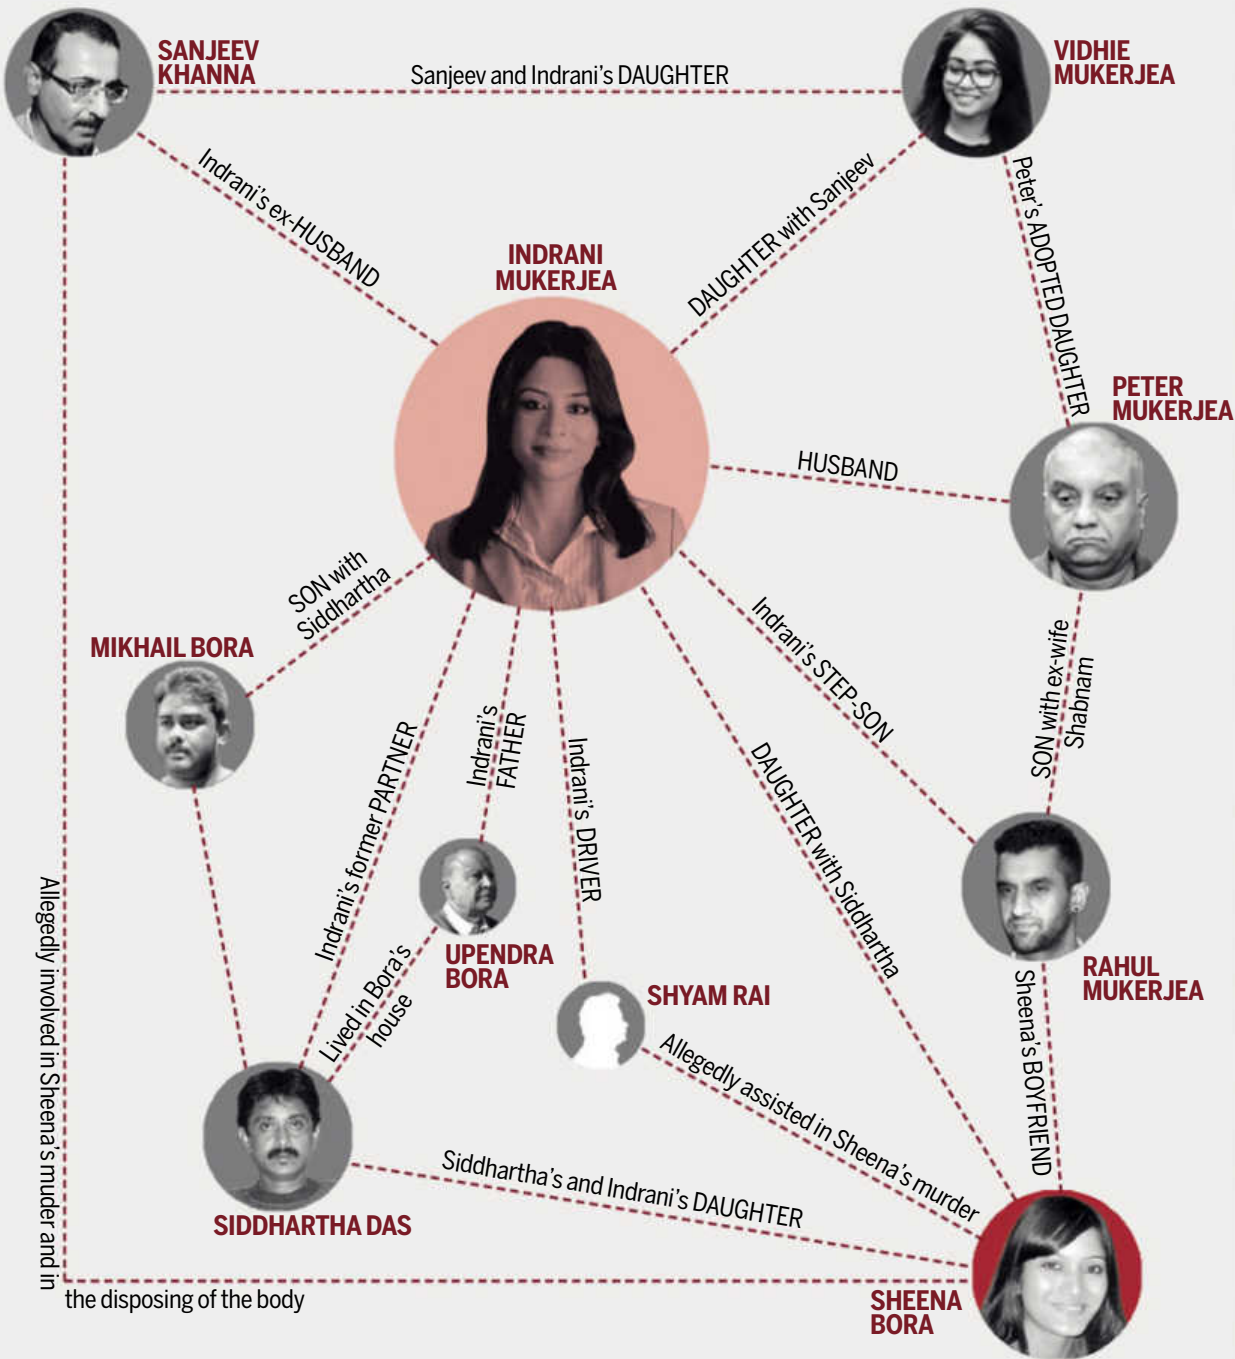 SANJEEV
KHANNA
Sanjeev and Indrani's DAUGHTER
VIDHIE
MUKERJEA
Indrani's ex-HUSBAND
DAUGHTER with Sanjeev
Peter's ADOPTED DAUGHTER
INDRANI
MUKERJEA
PETER
MUKERJEA
HUSBAND
SON with
Siddhartha
MIKHAIL BORA
Indrani's former PARTNER
Indrani's
FATHER
Indrani's DRIVER
Indrani's STEP-SON
DAUGHTER with Siddhartha
SON with ex-wife
Shabnam
UPENDRA
BORA
Lived in Bora's
house
SHYAM RAI
RAHUL
MUKERJEA
Allegedly assisted in Sheena's murder
Sheena's BOYFRIEND
Siddhartha's and Indrani's DAUGHTER
SIDDHARTHA DAS
Allegedly involved in Sheena's muder and in
the disposing of the body
SHEENA
BORA